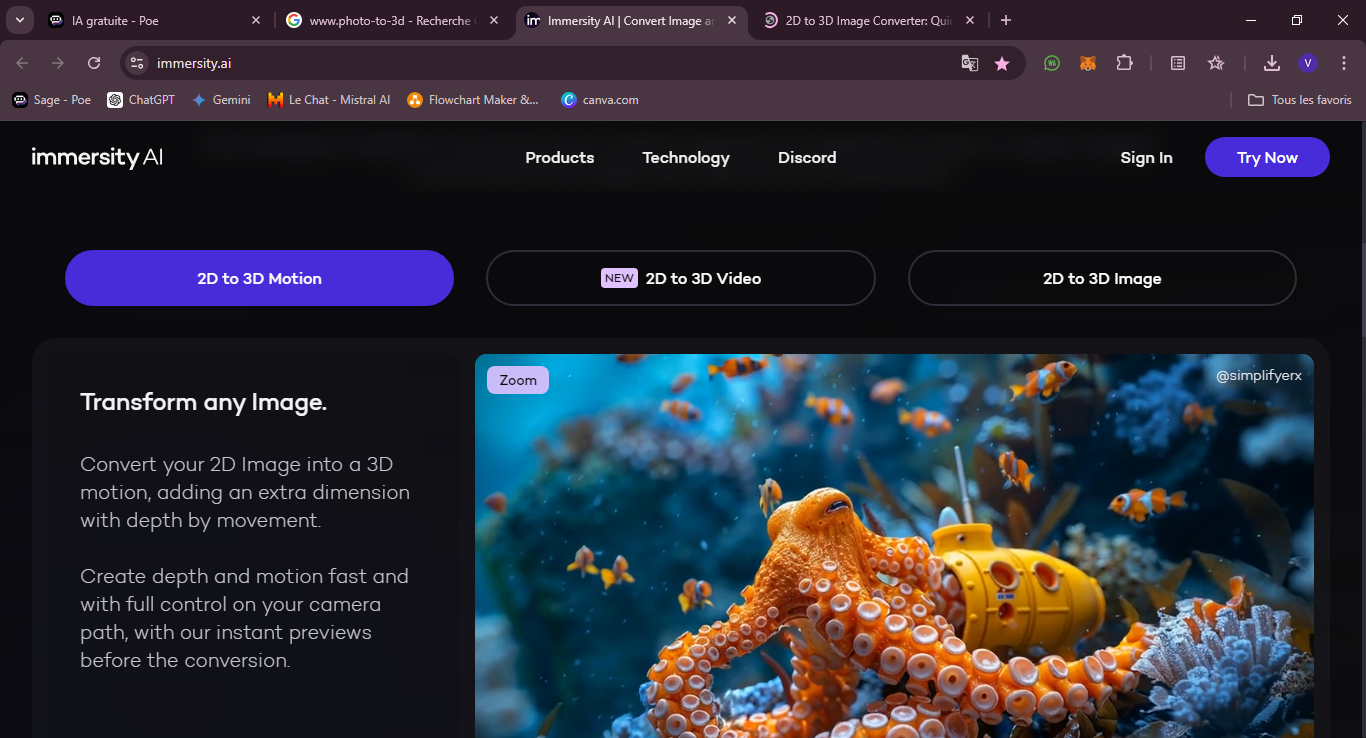 IA gratuite - Poe
www.photo-to-3d - Recherche
Immersity AI | Convert Image a
2D to 3D Image Converter: Qui
immersity.ai
V
Sage - Poe
ChatGPT
Gemini
Le Chat - Mistral AI
Flowchart Maker &...
canva.com
Tous les favoris
immersity AI
Products
Technology
Discord
Sign In
Try Now
2D to 3D Motion
NEW 2D to 3D Video
2D to 3D Image
Transform any Image.
Convert your 2D Image into a 3D
motion, adding an extra dimension
with depth by movement.
Create depth and motion fast and
with full control on your camera
path, with our instant previews
before the conversion.
Zoom
@simplifyerx